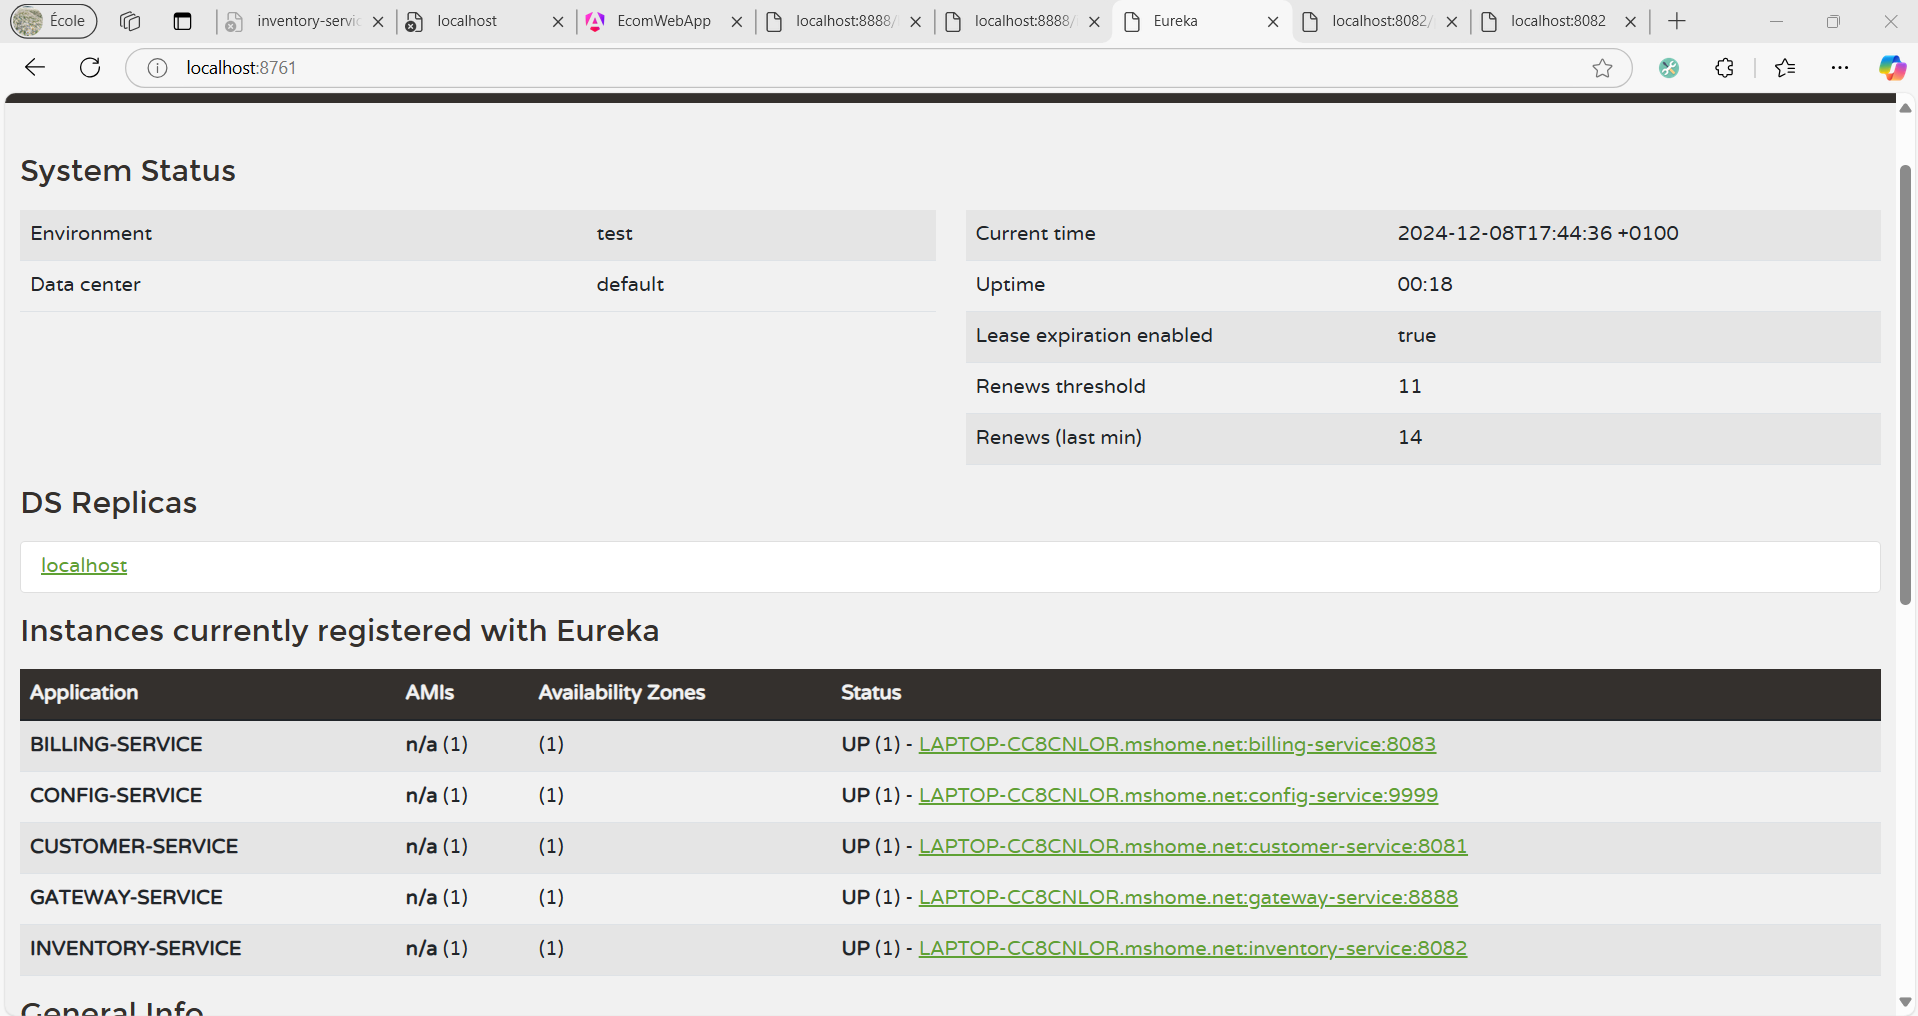 École
inventory-servic
localhost
EcomWebApp
localhost:8888/
localhost:8888/
Eureka
localhost:8082/
localhost:8082
localhost:8761
System Status
Environment test
Data center default
Current time 2024-12-08T17:44:36 +0100
Uptime 00:18
Lease expiration enabled true
Renews threshold 11
Renews (last min) 14
DS Replicas
localhost
Instances currently registered with Eureka
Application AMIs Availability Zones Status
BILLING-SERVICE n/a (1) (1) UP (1) - LAPTOP-CC8CNLOR.mshome.net:billing-service:8083
CONFIG-SERVICE n/a (1) (1) UP (1) - LAPTOP-CC8CNLOR.mshome.net:config-service:9999
CUSTOMER-SERVICE n/a (1) (1) UP (1) - LAPTOP-CC8CNLOR.mshome.net:customer-service:8081
GATEWAY-SERVICE n/a (1) (1) UP (1) - LAPTOP-CC8CNLOR.mshome.net:gateway-service:8888
INVENTORY-SERVICE n/a (1) (1) UP (1) - LAPTOP-CC8CNLOR.mshome.net:inventory-service:8082
General Info